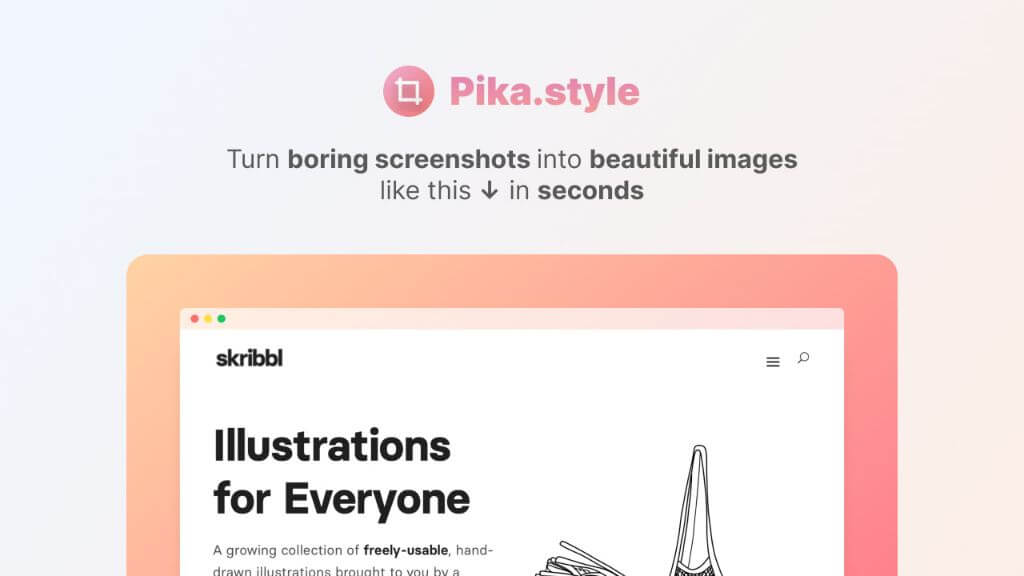 Pika.style
Turn boring screenshots into beautiful images
like this ↓ in seconds
skribbl
Illustrations
for Everyone
A growing collection of freely-usable, hand-
drawn illustrations brought to you by a